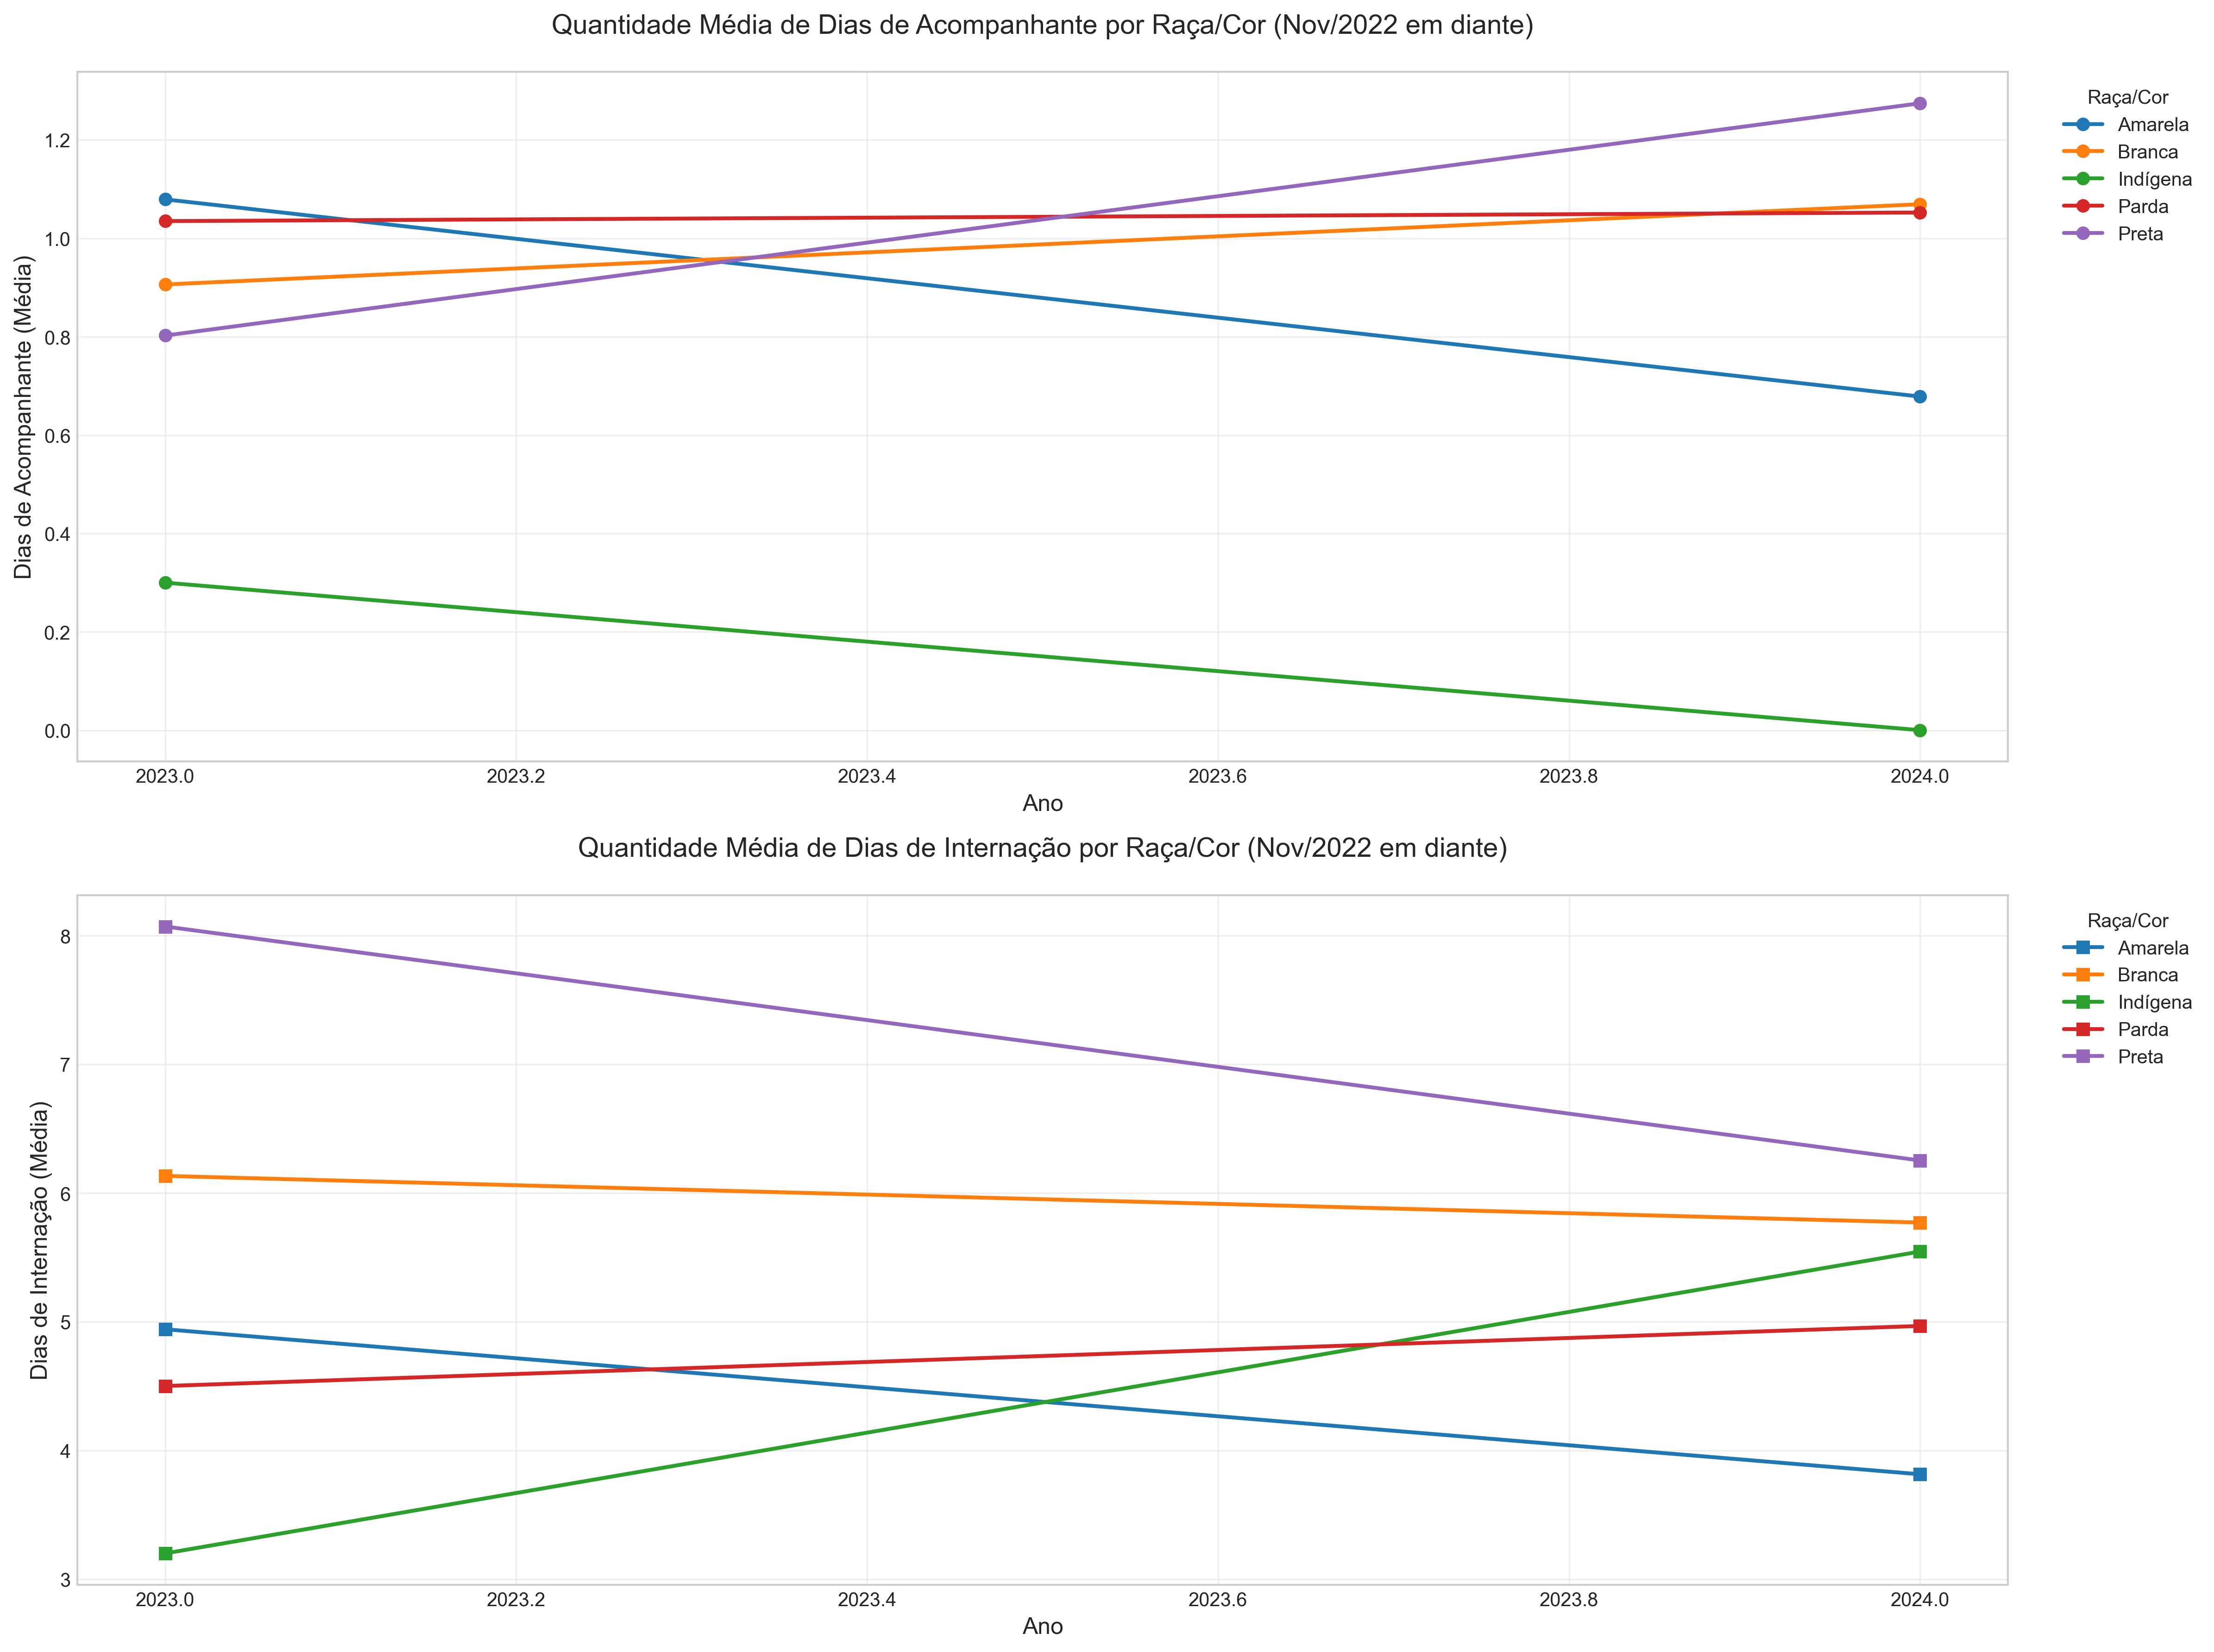 Quantidade Média de Dias de Acompanhante por Raça/Cor (Nov/2022 em diante)
Dias de Acompanhante (Média)
1.2
1.0
0.8
0.6
0.4
0.2
0.0
2023.0 2023.2 2023.4 2023.6 2023.8 2024.0
Ano
Raça/Cor
Amarela
Branca
Indígena
Parda
Preta
Quantidade Média de Dias de Internação por Raça/Cor (Nov/2022 em diante)
Dias de Internação (Média)
8
7
6
5
4
3
2023.0 2023.2 2023.4 2023.6 2023.8 2024.0
Ano
Raça/Cor
Amarela
Branca
Indígena
Parda
Preta